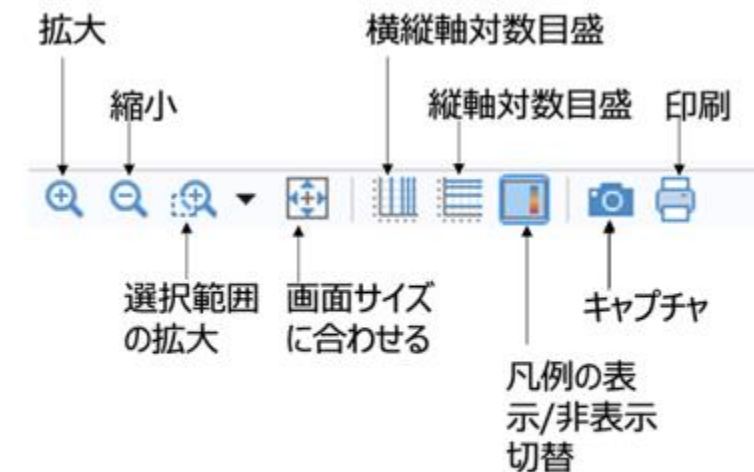 拡大
横縦軸対数目盛
縮小
縦軸対数目盛
印刷
選択範囲
の拡大
画面サイズ
に合わせる
キャプチャ
凡例の表
示/非表示
切替